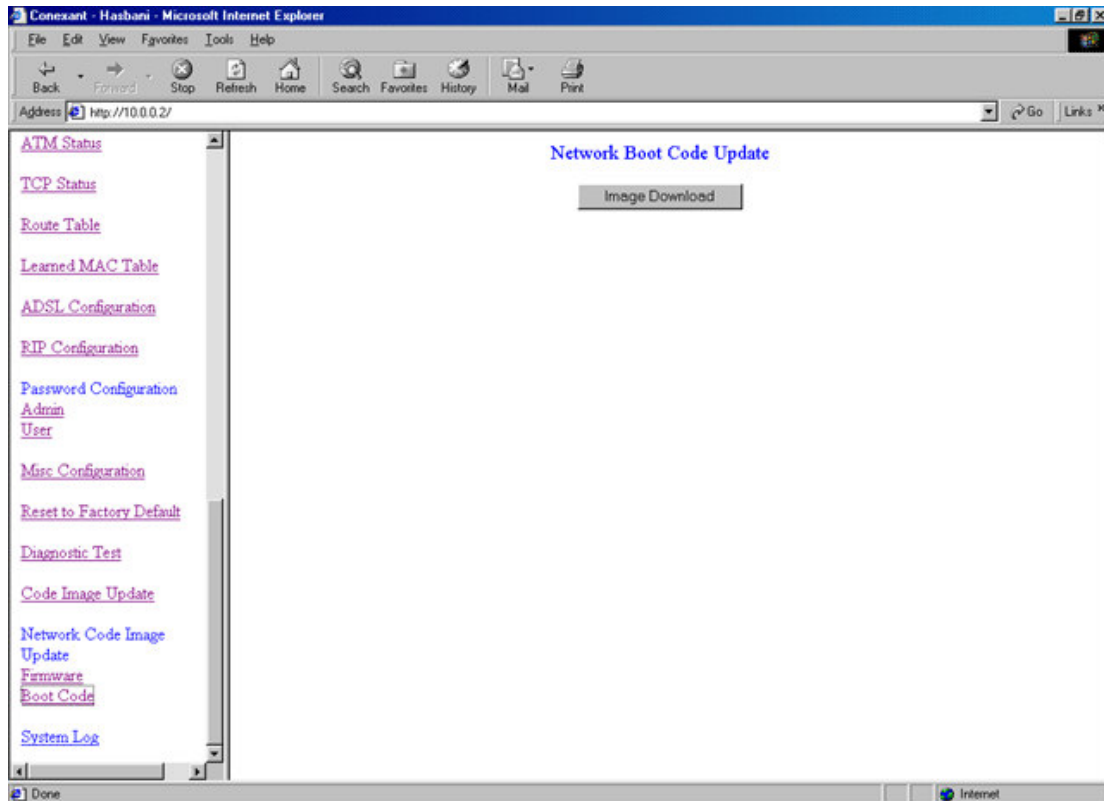 Conexant - Hasbani - Microsoft Internet Explorer
File Edit View Favorites Tools Help
Back Forward Stop Refresh Home Search Favorites History Mail Print
Address http://10.0.0.2/ Go Links »
ATM Status
TCP Status
Route Table
Learned MAC Table
ADSL Configuration
RIP Configuration
Password Configuration
Admin
User
Misc Configuration
Reset to Factory Default
Diagnostic Test
Code Image Update
Network Code Image
Update
Firmware
Boot Code
System Log
Network Boot Code Update
Image Download
Done Internet